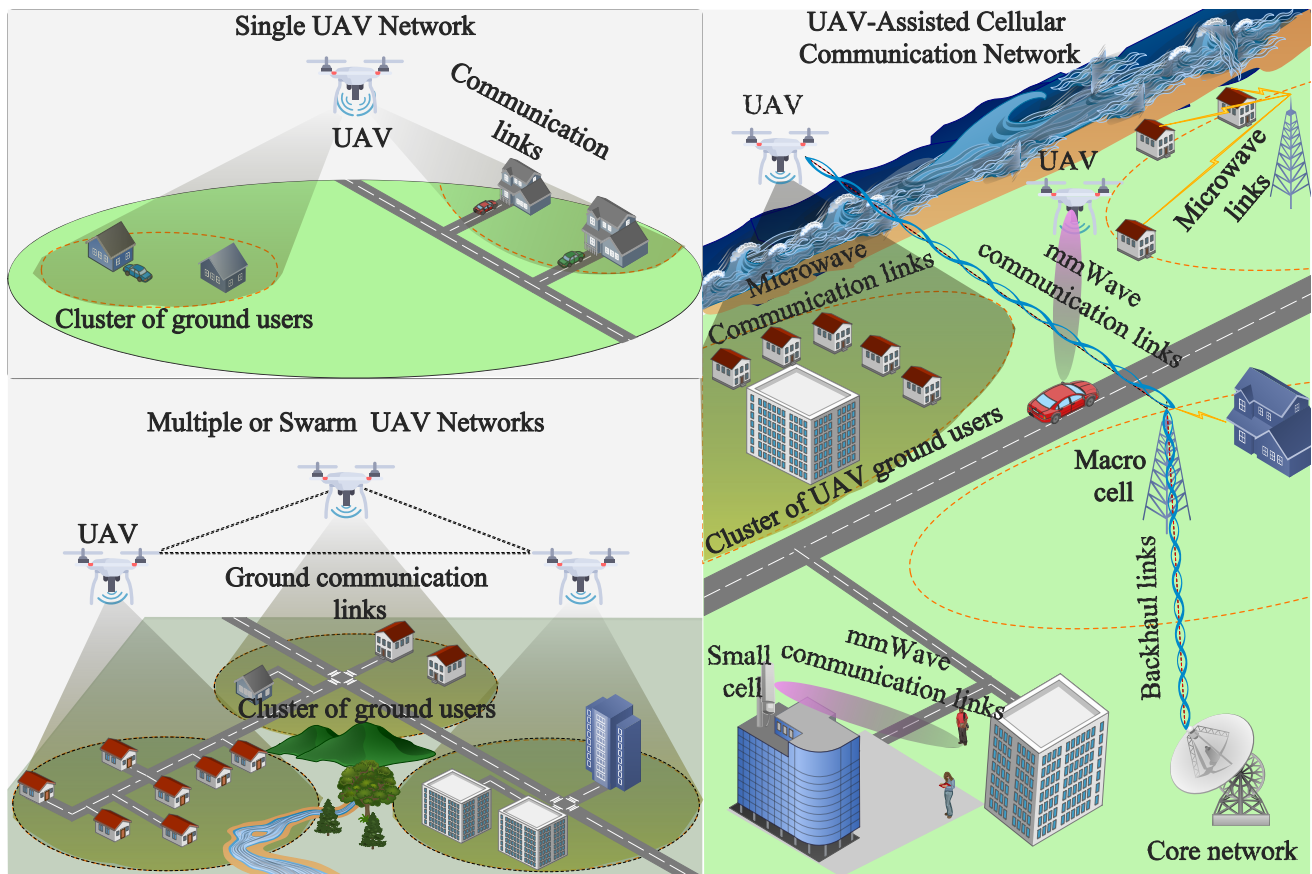 Single UAV Network
UAV
Communication
links
Cluster of ground users
Multiple or Swarm UAV Networks
UAV
Ground communication
links
Cluster of ground users
UAV-Assisted Cellular
Communication Network
UAV
UAV
Microwave
links
Microwave
Communication links
mmWave
communication links
Cluster of UAV ground users
Macro
cell
Backhaul links
Small
cell
mmWave
communication links
Core network